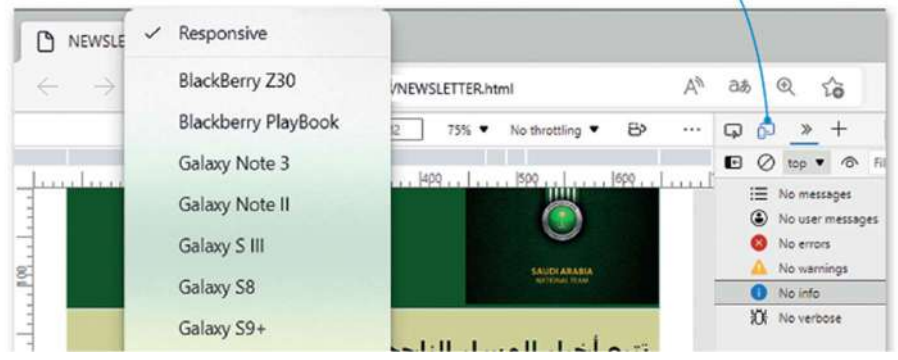 NEWSLE
Responsive
BlackBerry Z30
Blackberry PlayBook
Galaxy Note 3
Galaxy Note II
Galaxy S III
Galaxy S8
Galaxy S9+
/NEWSLETTER.html
75% No throttling
top
No messages
No user messages
No errors
No warnings
No info
No verbose
400 500 600
100
SAUDI ARABIA
NATIONAL TEAM